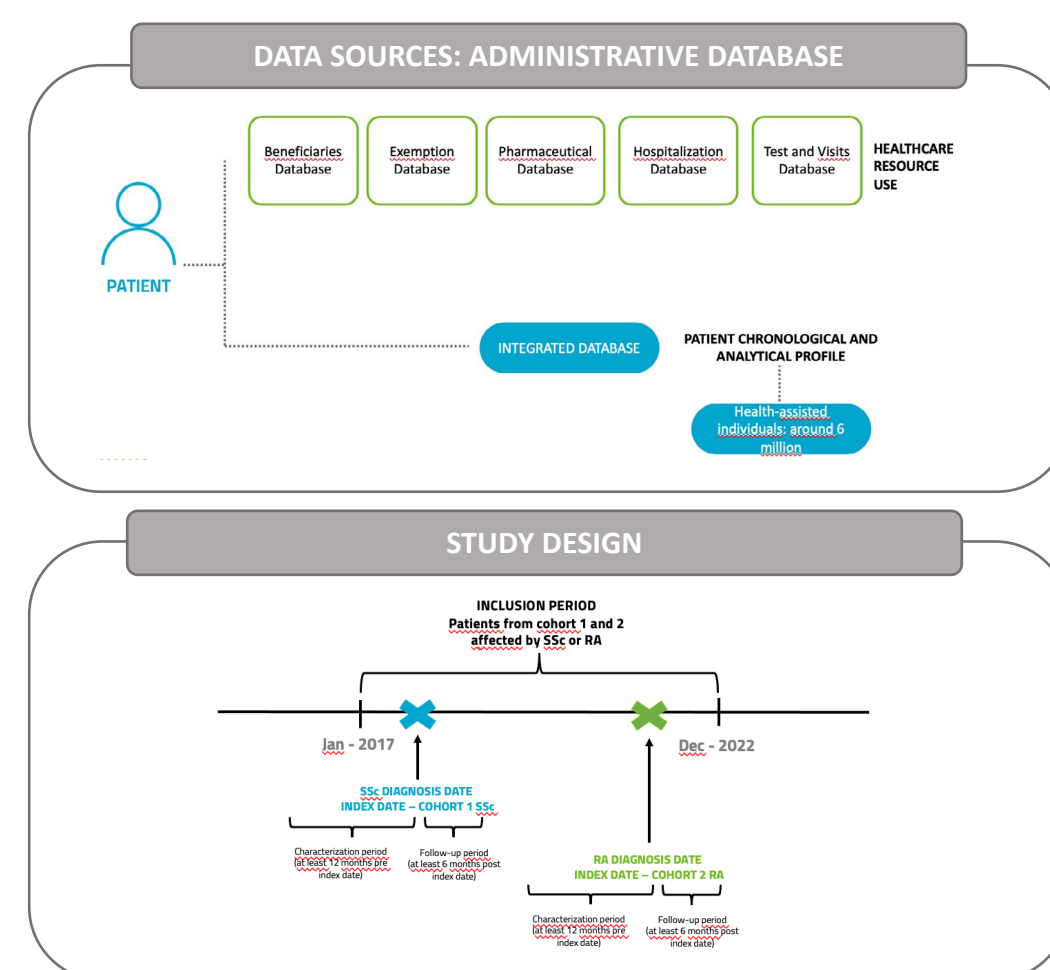 DATA SOURCES: ADMINISTRATIVE DATABASE
Beneficiaries
Database
Exemption
Database
Pharmaceutical
Database
Hospitalization
Database
Test and Visits
Database
HEALTHCARE
RESOURCE
USE
PATIENT
INTEGRATED DATABASE
PATIENT CHRONOLOGICAL AND
ANALYTICAL PROFILE
Health-assisted
individuals: around 6
million
STUDY DESIGN
INCLUSION PERIOD
Patients from cohort 1 and 2
affected by SSc or RA
Jan - 2017
Dec - 2022
SSc DIAGNOSIS DATE
INDEX DATE – COHORT 1 SSc
Characterization period
(at least 12 months pre
index date)
Follow-up period
(at least 6 months post
index date)
RA DIAGNOSIS DATE
INDEX DATE – COHORT 2 RA
Characterization period
(at least 12 months pre
index date)
Follow-up period
(at least 6 months post
index date)